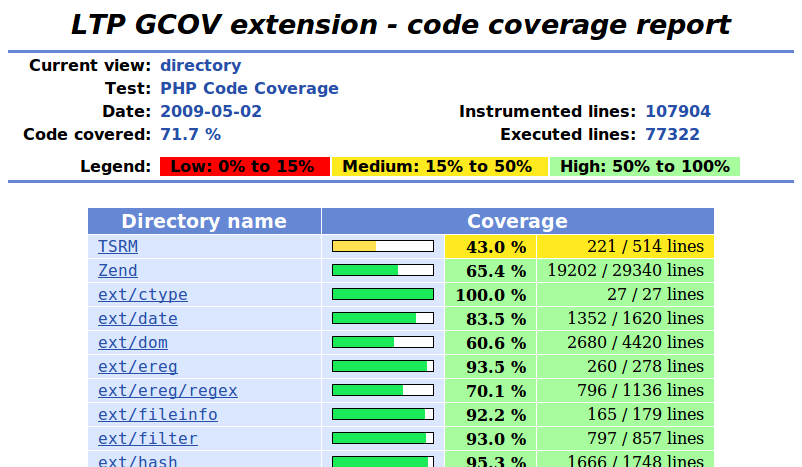 LTP GCOV extension - code coverage report
Current view: directory
Test: PHP Code Coverage
Date: 2009-05-02 Instrumented lines: 107904
Code covered: 71.7 % Executed lines: 77322
Legend: Low: 0% to 15% Medium: 15% to 50% High: 50% to 100%
Directory name Coverage
TSRM 43.0 % 221 / 514 lines
Zend 65.4 % 19202 / 29340 lines
ext/ctype 100.0 % 27 / 27 lines
ext/date 83.5 % 1352 / 1620 lines
ext/dom 60.6 % 2680 / 4420 lines
ext/ereg 93.5 % 260 / 278 lines
ext/ereg/regex 70.1 % 796 / 1136 lines
ext/fileinfo 92.2 % 165 / 179 lines
ext/filter 93.0 % 797 / 857 lines
ext/hash 95.3 % 1666 / 1748 lines